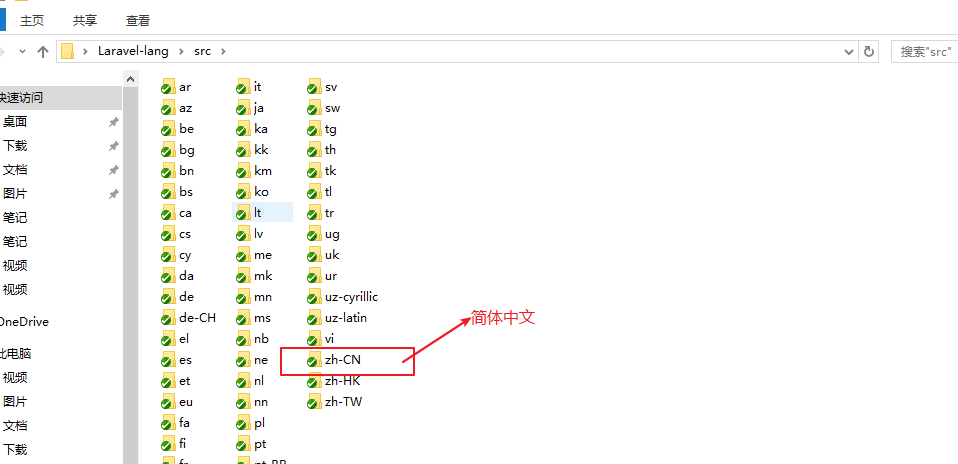 主页 共享 查看
Laravel-lang src
搜索"src"
快速访问
桌面
下载
文档
图片
笔记
笔记
视频
视频
OneDrive
此电脑
视频
图片
文档
下载
ar
az
be
bg
bn
bs
ca
cs
cy
da
de
de-CH
el
es
et
eu
fa
fi
fr
it
ja
ka
kk
km
ko
lt
lv
me
mk
mn
ms
nb
ne
nl
nn
pl
pt
pt-BR
sv
sw
tg
th
tk
tl
tr
ug
uk
ur
uz-cyrillic
uz-latin
vi
zh-CN
zh-HK
zh-TW
简体中文